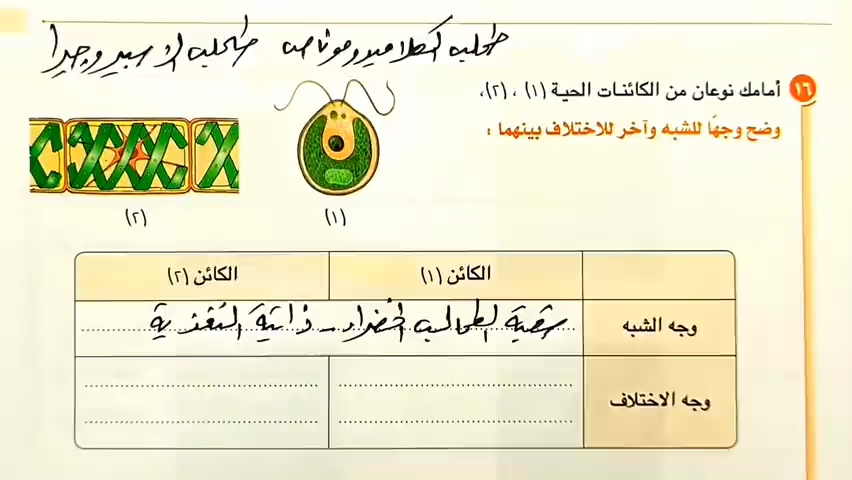 طحلب الكلاميدوموناس طحلب الاسبيروجيرا
١٦ أمامك نوعان من الكائنات الحية (١) ، (٢)،
وضح وجهًا للشبه وآخر للاختلاف بينهما :
(١) (٢)
الكائن (١) الكائن (٢)
وجه الشبه شعبة الطحالب الخضراء - ذاتية التغذية
وجه الاختلاف